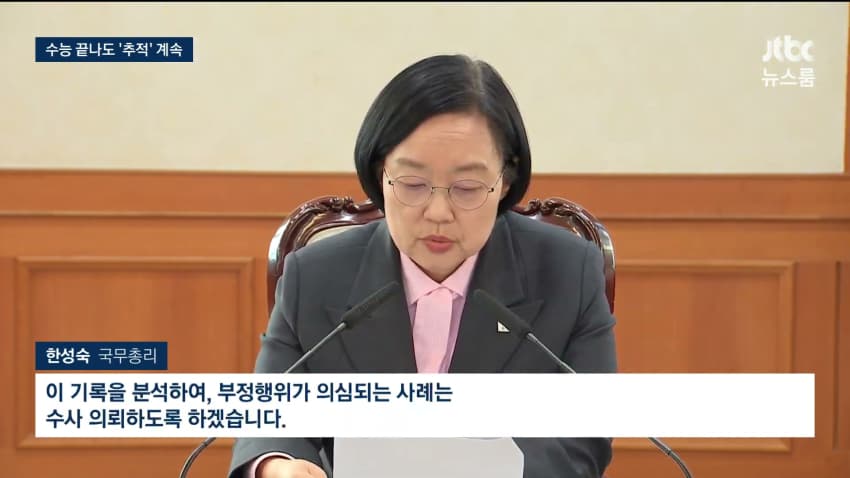 수능 끝나도 '추적' 계속
jtbc
뉴스룸
한성숙 국무총리
이 기록을 분석하여, 부정행위가 의심되는 사례는
수사 의뢰하도록 하겠습니다.